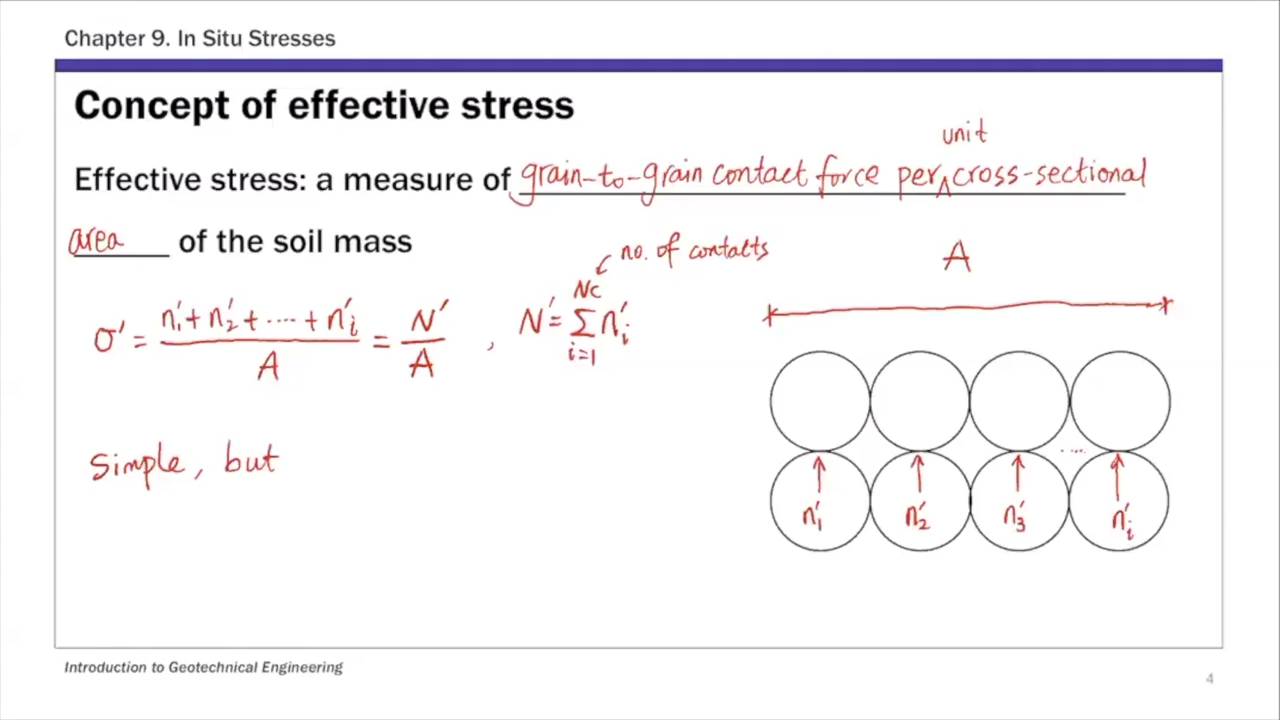 Chapter 9. In Situ Stresses
Concept of effective stress
unit
Effective stress: a measure of grain-to-grain contact force per ∧ cross-sectional
area of the soil mass
no. of contacts
A
σ' = (n'1 + n'2 + ···· + n'i) / A = N' / A , N' = Σ n'i
Nc
i=1
simple, but
....
n'1 n'2 n'3 n'i
Introduction to Geotechnical Engineering
4